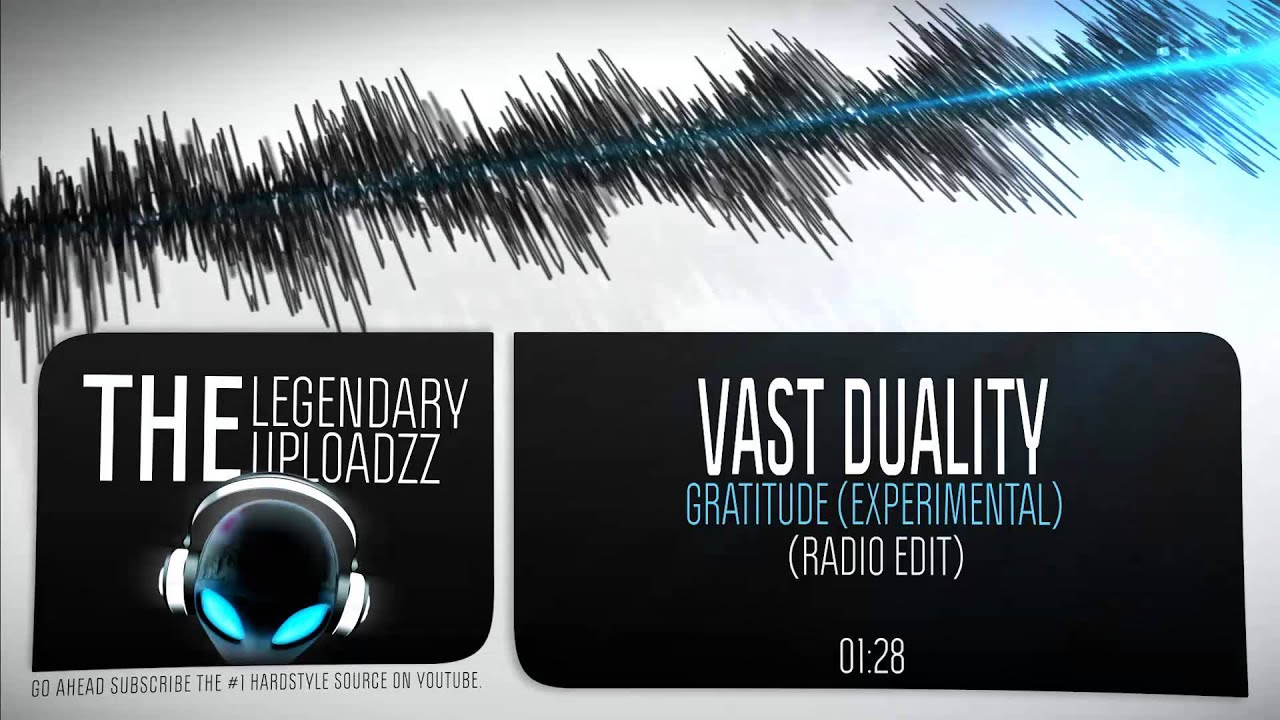 THE
LEGENDARY
UPLOADZZ
VAST DUALITY
GRATITUDE (EXPERIMENTAL)
(RADIO EDIT)
01:28
GO AHEAD SUBSCRIBE THE #1 HARDSTYLE SOURCE ON YOUTUBE.